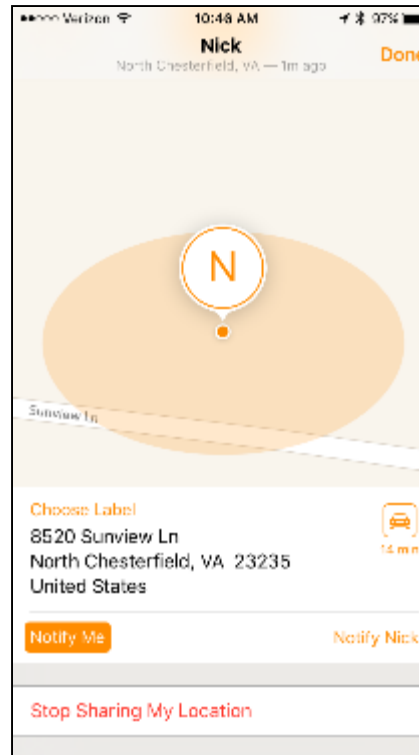 Verizon 10:46 AM 97%
Nick
Done
North Chesterfield, VA — 1m ago
N
Sunview Ln
Choose Label
8520 Sunview Ln
North Chesterfield, VA 23235
United States
14 min
Notify Me Notify Nick
Stop Sharing My Location